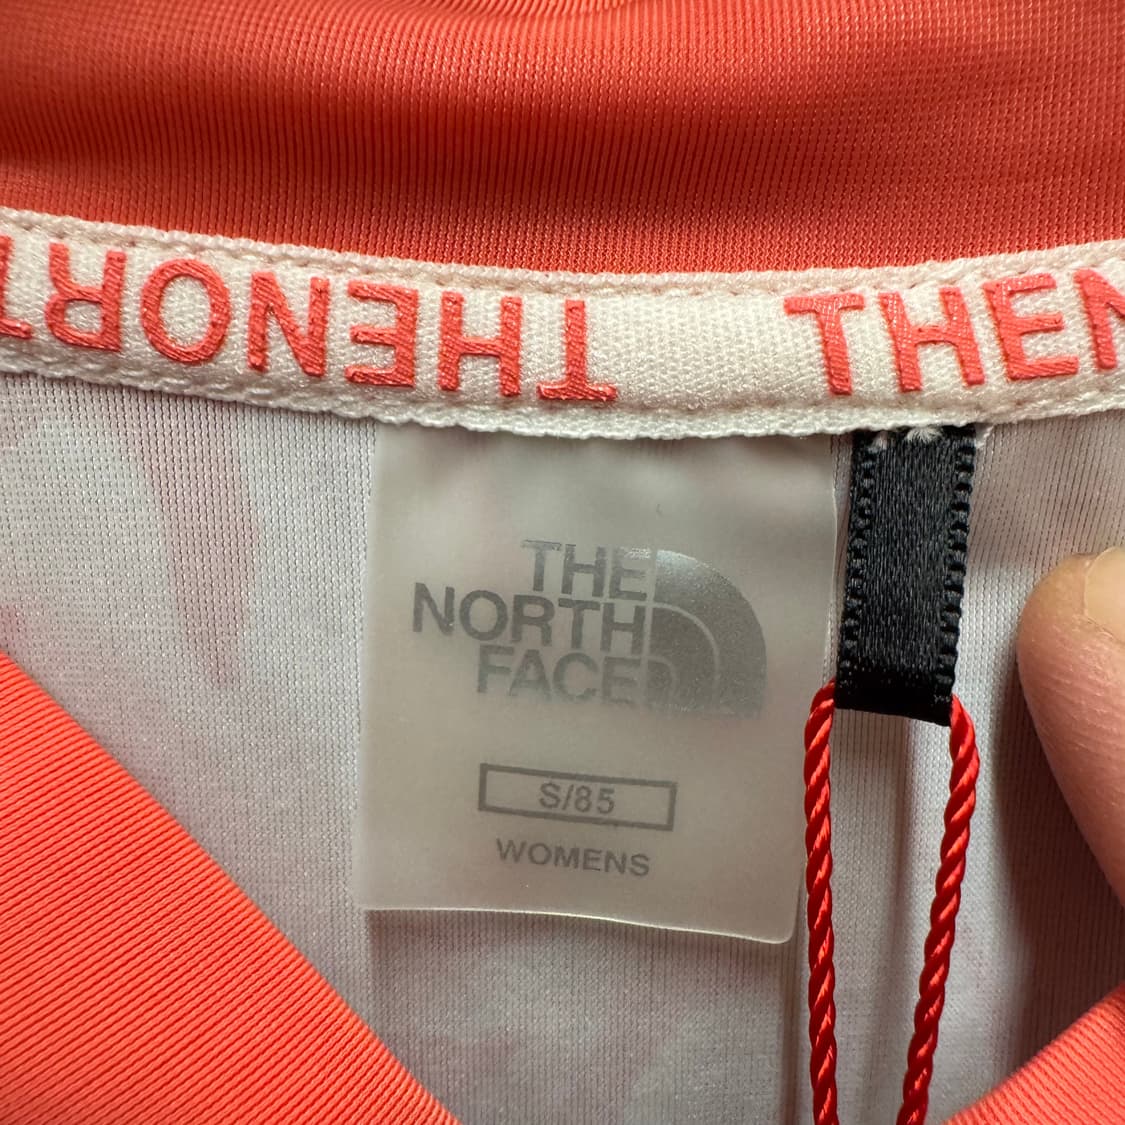 THENORT
THEN
THE
NORTH
FACE
S/85
WOMENS